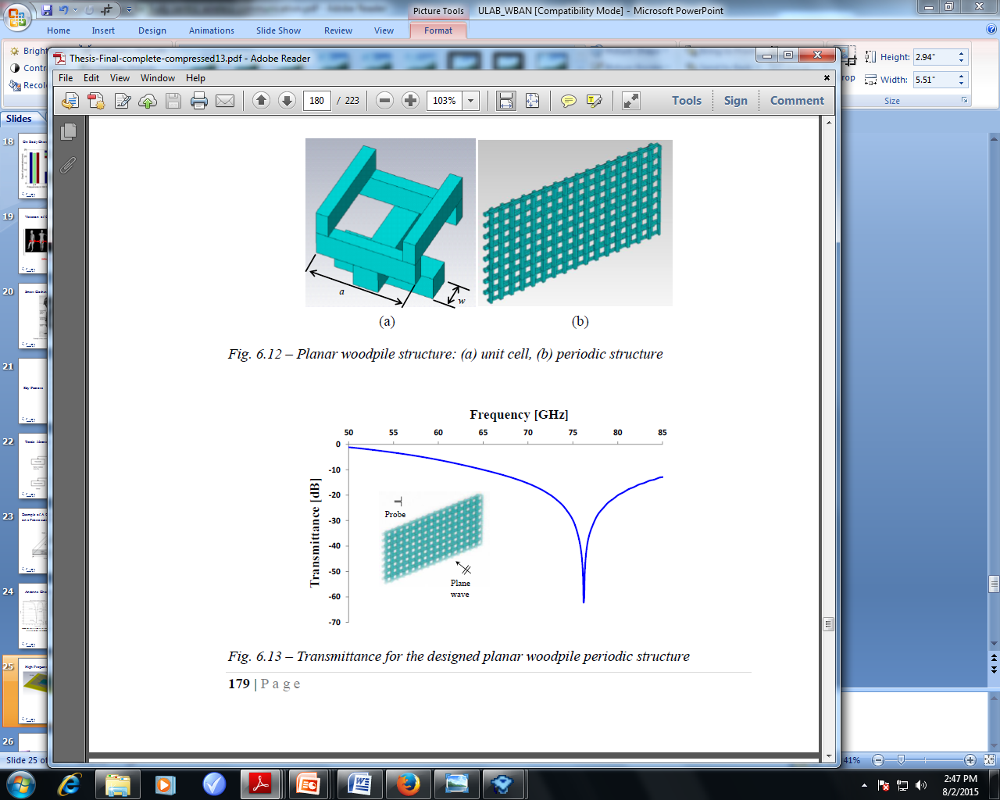 Picture Tools
ULAB_WBAN [Compatibility Mode] - Microsoft PowerPoint
Home Insert Design Animations Slide Show Review View Format
Bright
Contr
Recolo
rop
Height: 2.94"
Width: 5.51"
Size
Slides
Thesis-Final-complete-compressed13.pdf - Adobe Reader
File Edit View Window Help
180 / 223
103%
Tools Sign Comment
18
19
20
21
Key Features
22
23
24
25
26
a
w
(a) (b)
Fig. 6.12 – Planar woodpile structure: (a) unit cell, (b) periodic structure
Frequency [GHz]
50 55 60 65 70 75 80 85
0
-10
-20
-30
-40
-50
-60
-70
Transmittance [dB]
Probe
Plane
wave
Fig. 6.13 – Transmittance for the designed planar woodpile periodic structure
179 | P a g e
Slide 25 of
41%
2:47 PM
8/2/2015